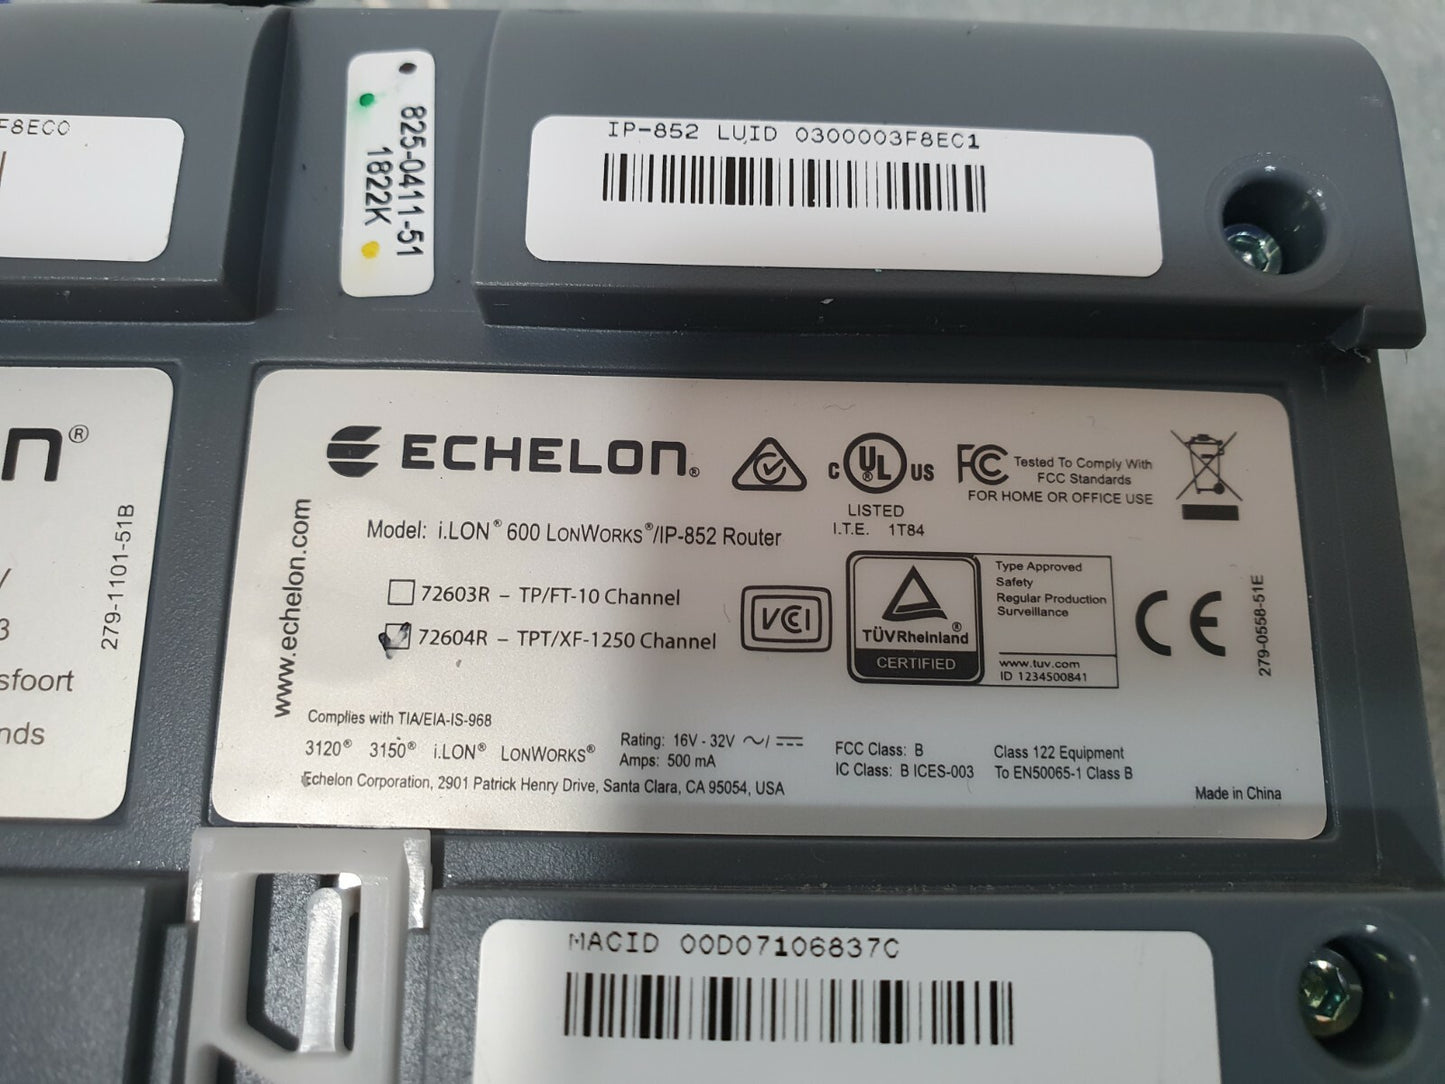 F8EC0
825-0411-51
1822K
IP-852 LUID 0300003F8EC1
on®
279-1101-51B
/
3
sfoort
nds
www.echelon.com
ECHELON®
Model: i.LON® 600 LONWORKS®/IP-852 Router
72603R – TP/FT-10 Channel
72604R – TPT/XF-1250 Channel
c UL® US
LISTED
I.T.E. 1T84
FC Tested To Comply With
FCC Standards
FOR HOME OR OFFICE USE
VCI
TÜVRheinland®
CERTIFIED
Type Approved
Safety
Regular Production
Surveillance
www.tuv.com
ID 1234500841
CE
279-0558-51E
Complies with TIA/EIA-IS-968
3120® 3150® i.LON® LONWORKS®
Rating: 16V - 32V ~/⎓
Amps: 500 mA
FCC Class: B
IC Class: B ICES-003
Class 122 Equipment
To EN50065-1 Class B
Echelon Corporation, 2901 Patrick Henry Drive, Santa Clara, CA 95054, USA
Made in China
MACID 00D07106837C